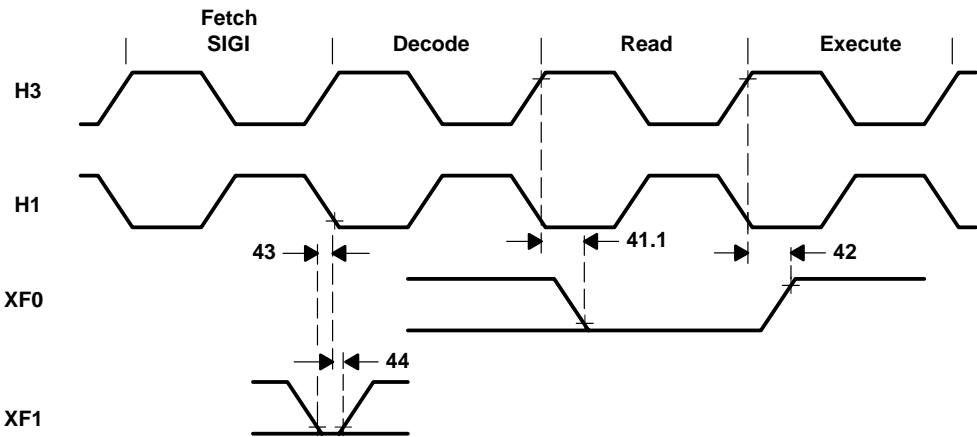 Fetch
SIGI
Decode
Read
Execute
H3
H1
43
41.1
42
XF0
44
XF1